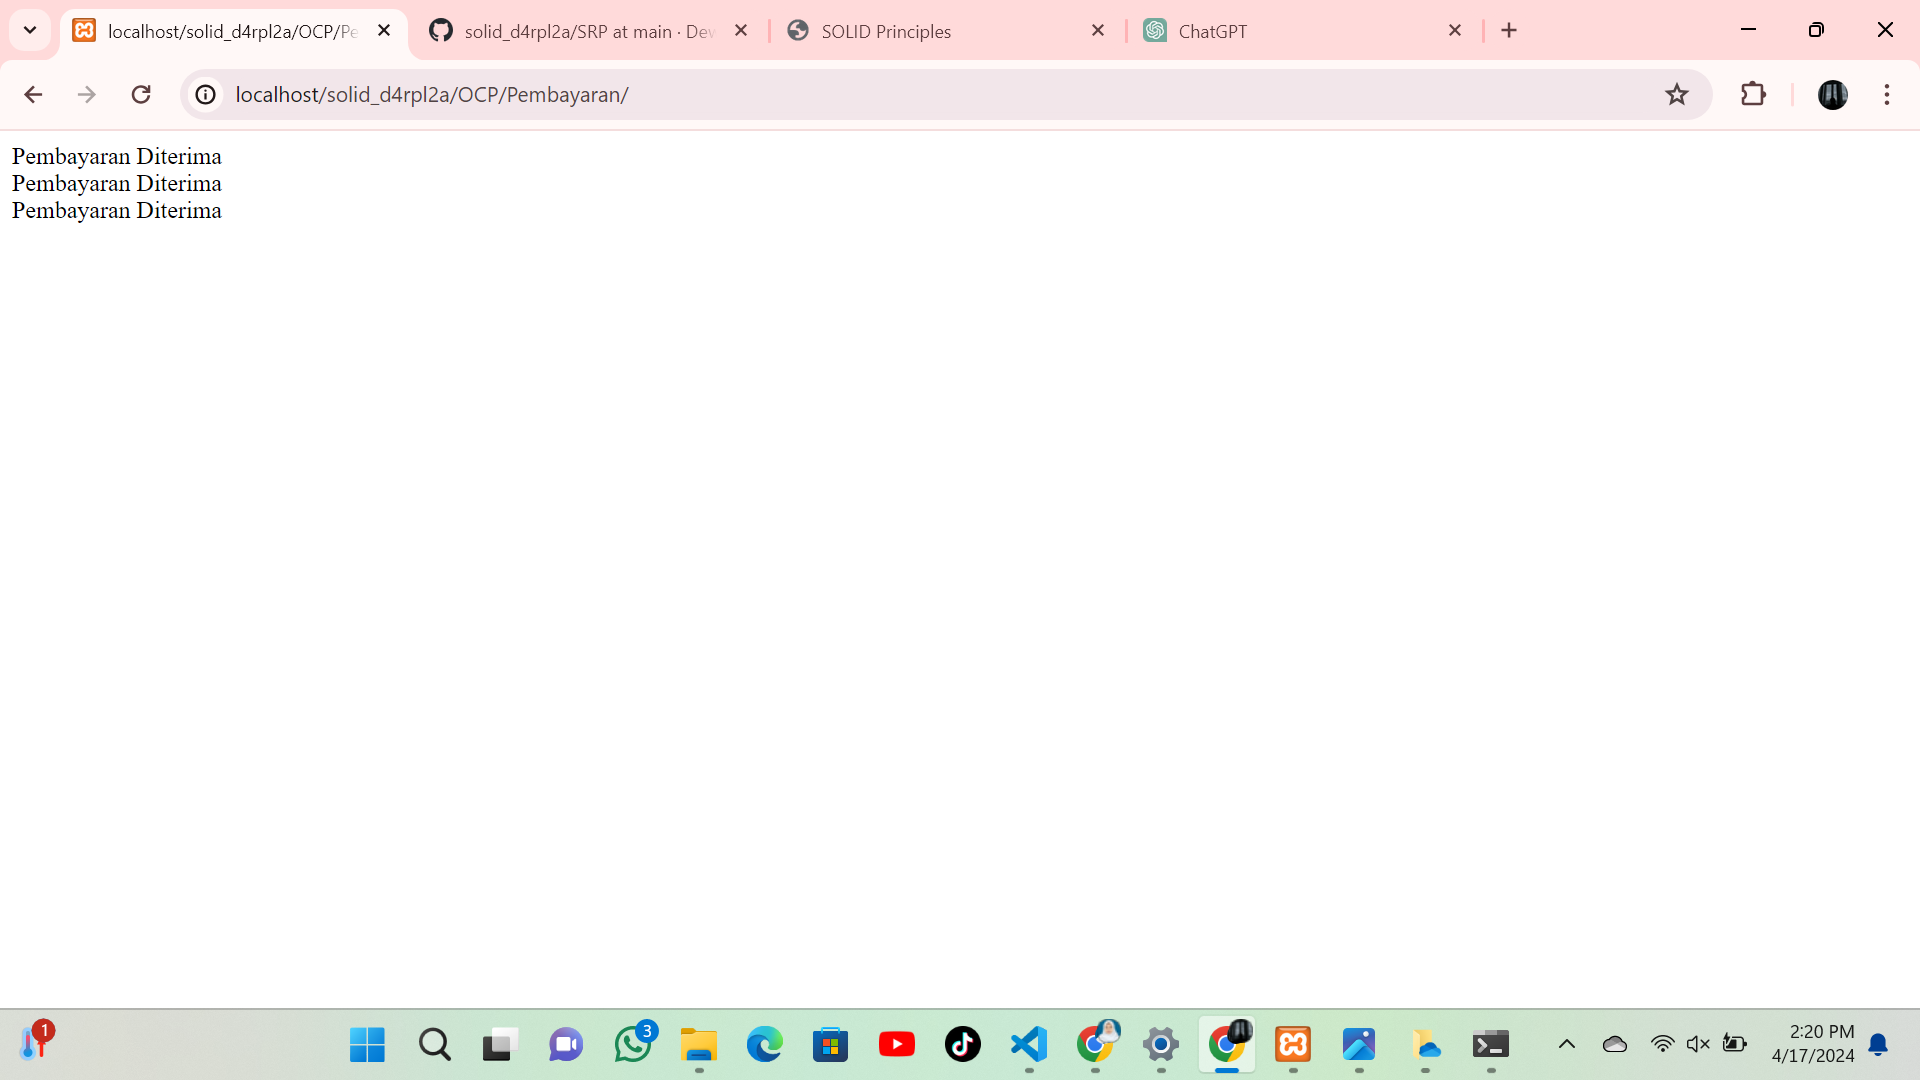 localhost/solid_d4rpl2a/OCP/Pe
solid_d4rpl2a/SRP at main · Dev
SOLID Principles
ChatGPT
localhost/solid_d4rpl2a/OCP/Pembayaran/
Pembayaran Diterima
Pembayaran Diterima
Pembayaran Diterima
1
3
2:20 PM
4/17/2024